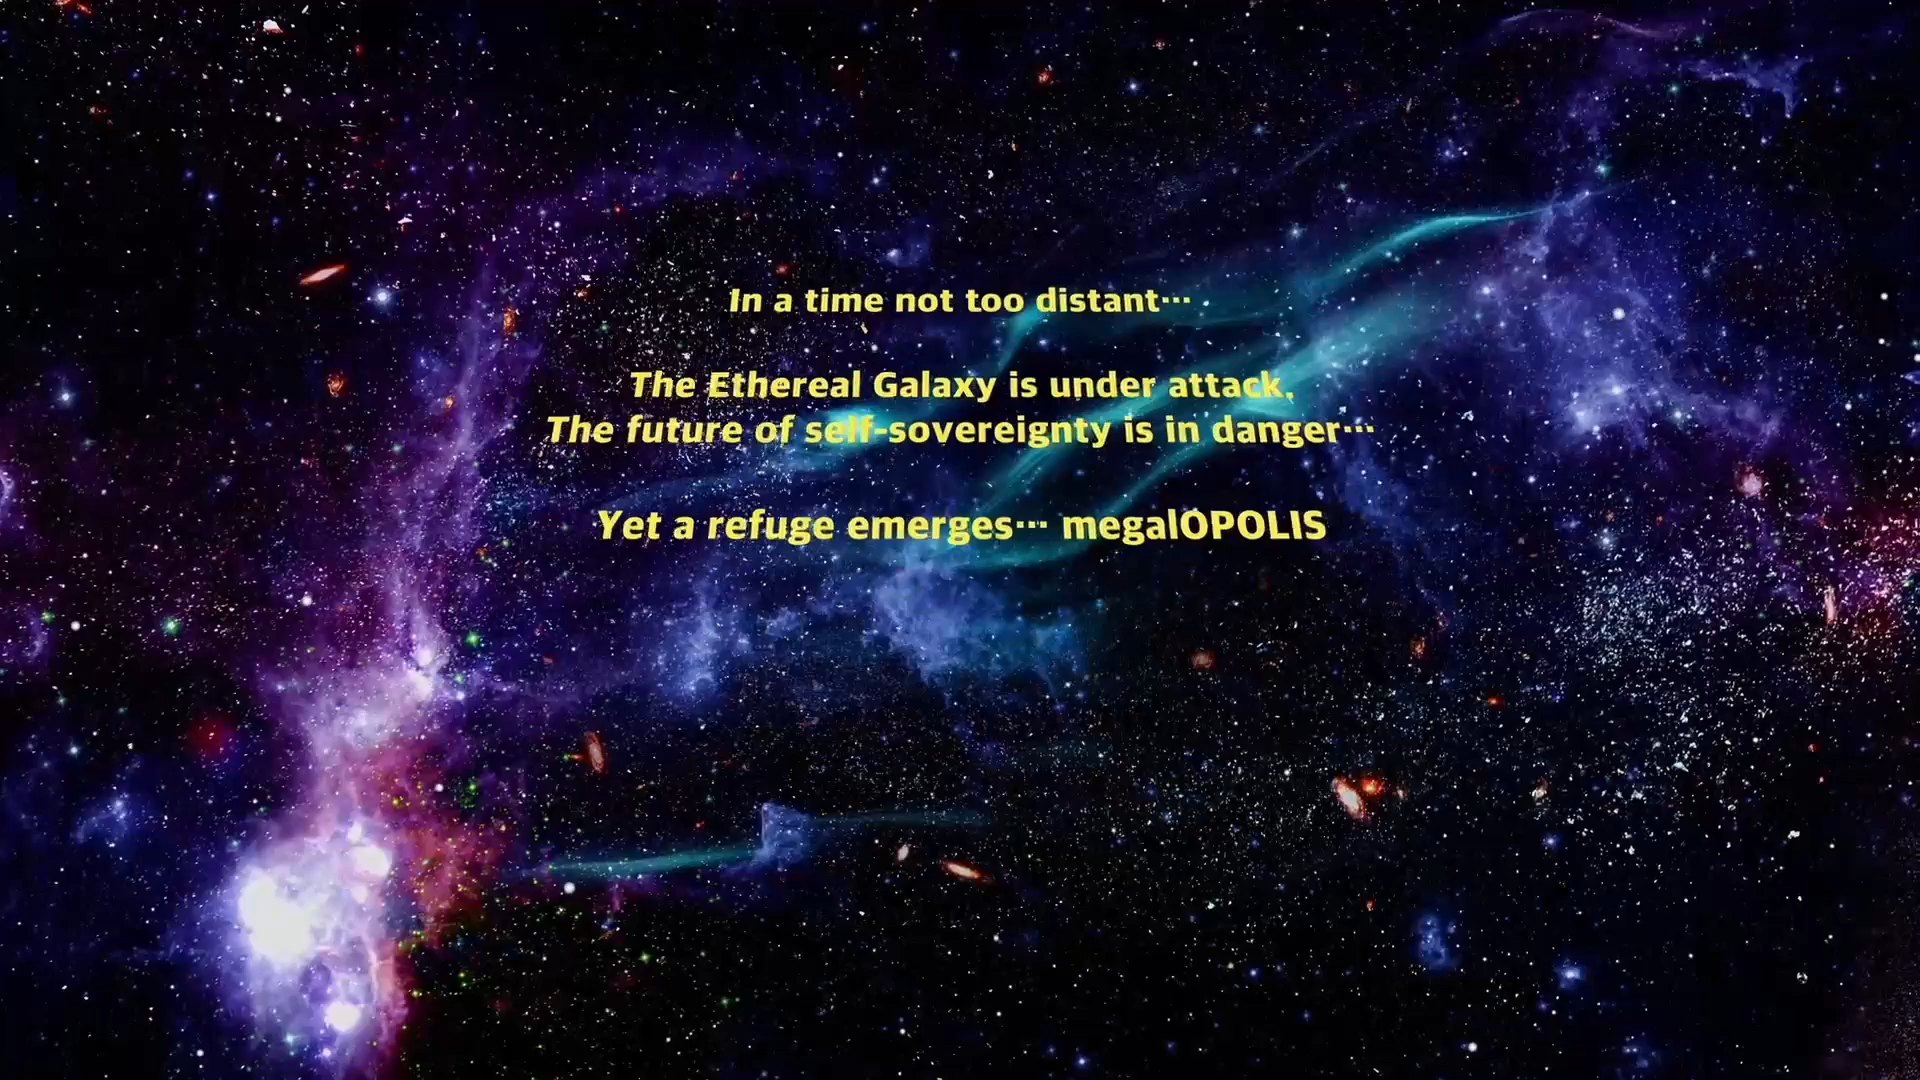 In a time not too distant…
The Ethereal Galaxy is under attack.
The future of self-sovereignty is in danger…
Yet a refuge emerges… megalOPOLIS